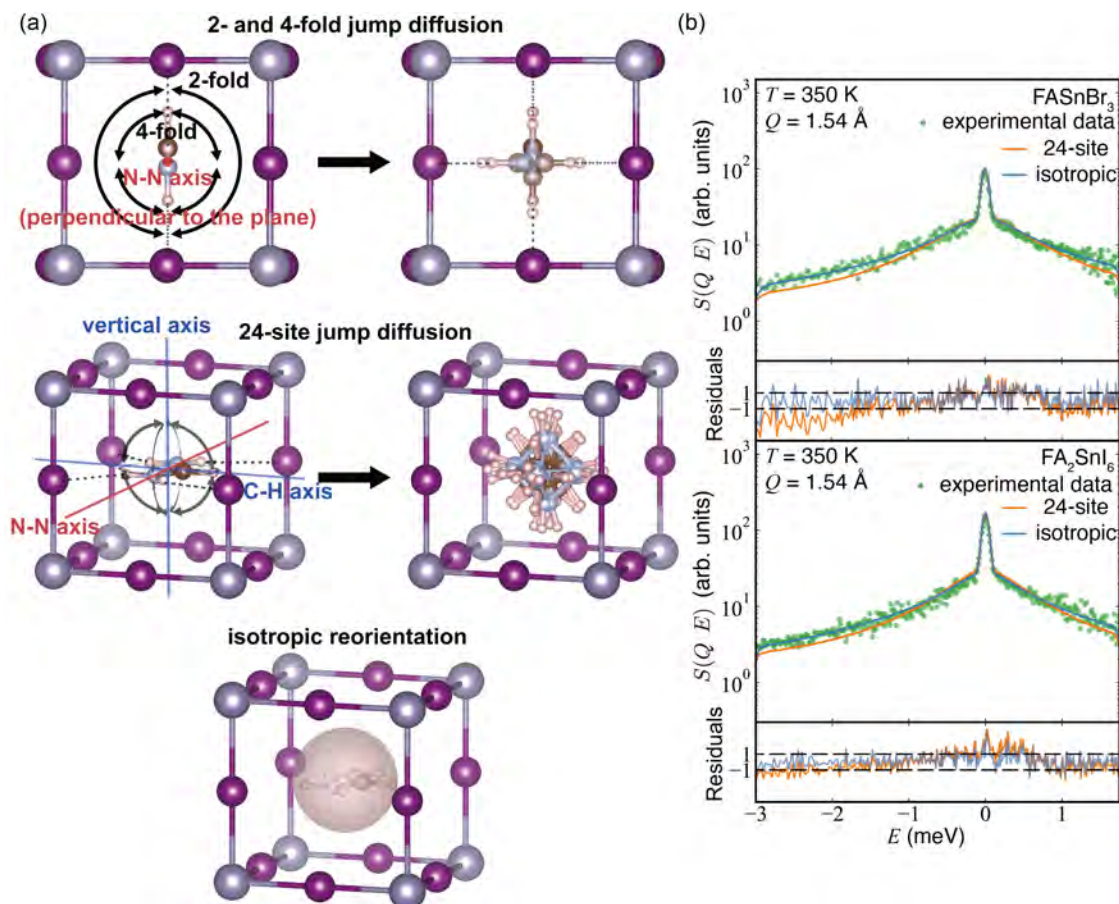 (a)
2- and 4-fold jump diffusion
2-fold
4-fold
N-N axis
(perpendicular to the plane)
24-site jump diffusion
vertical axis
C-H axis
N-N axis
isotropic reorientation
(b)
T = 350 K
Q = 1.54 Å
FASnBr3
experimental data
24-site
isotropic
S(Q E) (arb. units)
10³
10²
10¹
10⁰
Residuals
1
−1
T = 350 K
Q = 1.54 Å
FA2SnI6
experimental data
24-site
isotropic
S(Q E) (arb. units)
10³
10²
10¹
10⁰
Residuals
1
−1
−3 −2 −1 0 1
E (meV)